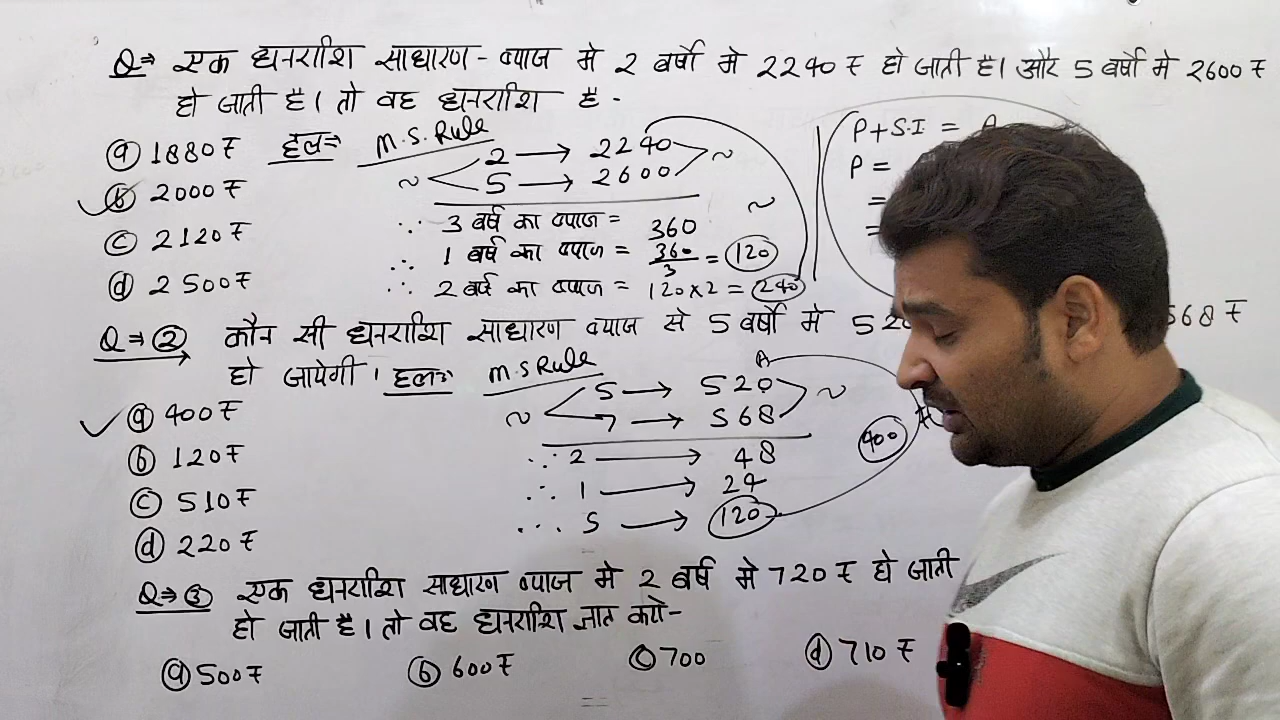 Q⇒ एक धनराशि साधारण - ब्याज मे 2 वर्षो मे 2240 ₹ हो जाती है। और 5 वर्षो मे 2600 ₹
हो जाती है। तो वह धनराशि है -
ⓐ 1880 ₹ हल⇒ M.S. Rule
2 → 2240
ⓑ 2000 ₹
~ 5 → 2600 ~
∵ 3 वर्ष का ब्याज = 360
ⓒ 2120 ₹
∴ 1 वर्ष का ब्याज = 360/3 = 120
ⓓ 2500 ₹
∴ 2 वर्ष का ब्याज = 120 x 2 = 240
~
P + S.I =
P =
=
=
Q⇒② कौन सी धनराशि साधारण ब्याज से 5 वर्षो मे 568 ₹
हो जायेगी। हल⇒ M.S Rule
A
ⓐ 400 ₹
5 → 520
~ 7 → 568 ~
400
ⓑ 120 ₹
∵ 2 → 48
ⓒ 510 ₹
∴ 1 → 24
∴ 5 → 120
ⓓ 220 ₹
Q⇒③ एक धनराशि साधारण ब्याज मे 2 वर्ष मे 720 ₹ हो जाती
हो जाती है। तो वह धनराशि ज्ञात करो -
ⓐ 500 ₹ ⓑ 600 ₹ ⓒ 700 ⓓ 710 ₹